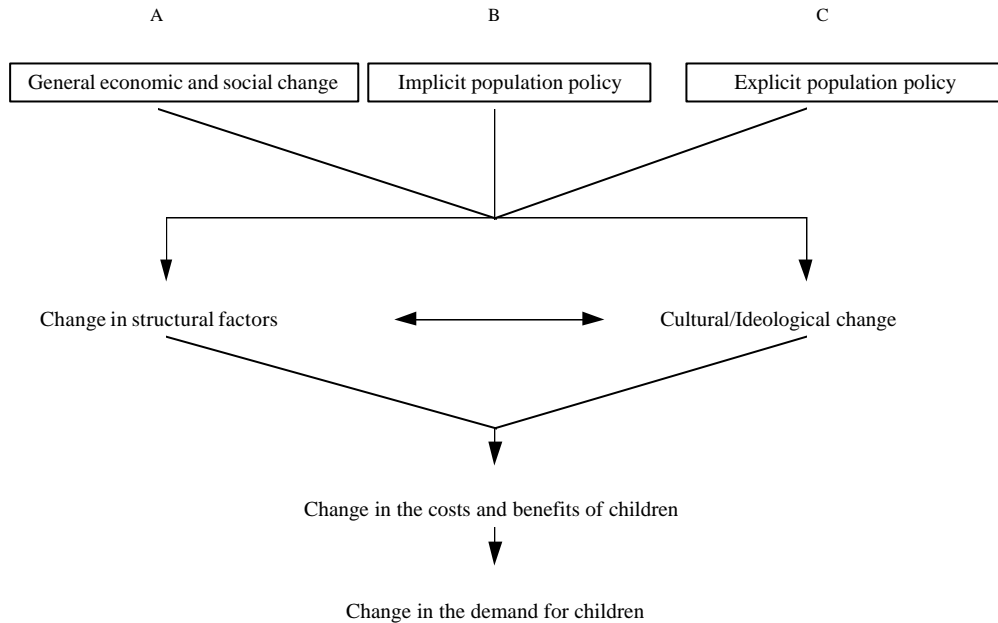 A
B
C
General economic and social change
Implicit population policy
Explicit population policy
Change in structural factors
Cultural/Ideological change
Change in the costs and benefits of children
Change in the demand for children